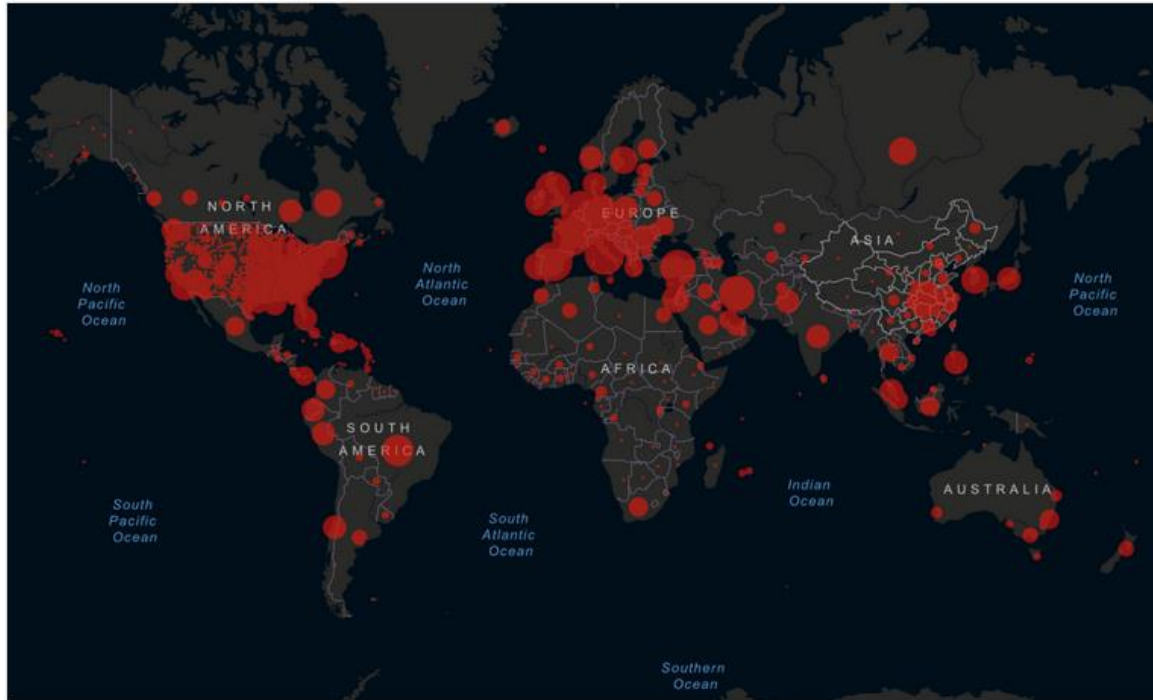 NORTH
AMERICA
EUROPE
ASIA
North
Atlantic
Ocean
North
Pacific
Ocean
North
Pacific
Ocean
AFRICA
SOUTH
AMERICA
Indian
Ocean
AUSTRALIA
South
Pacific
Ocean
South
Atlantic
Ocean
Southern
Ocean